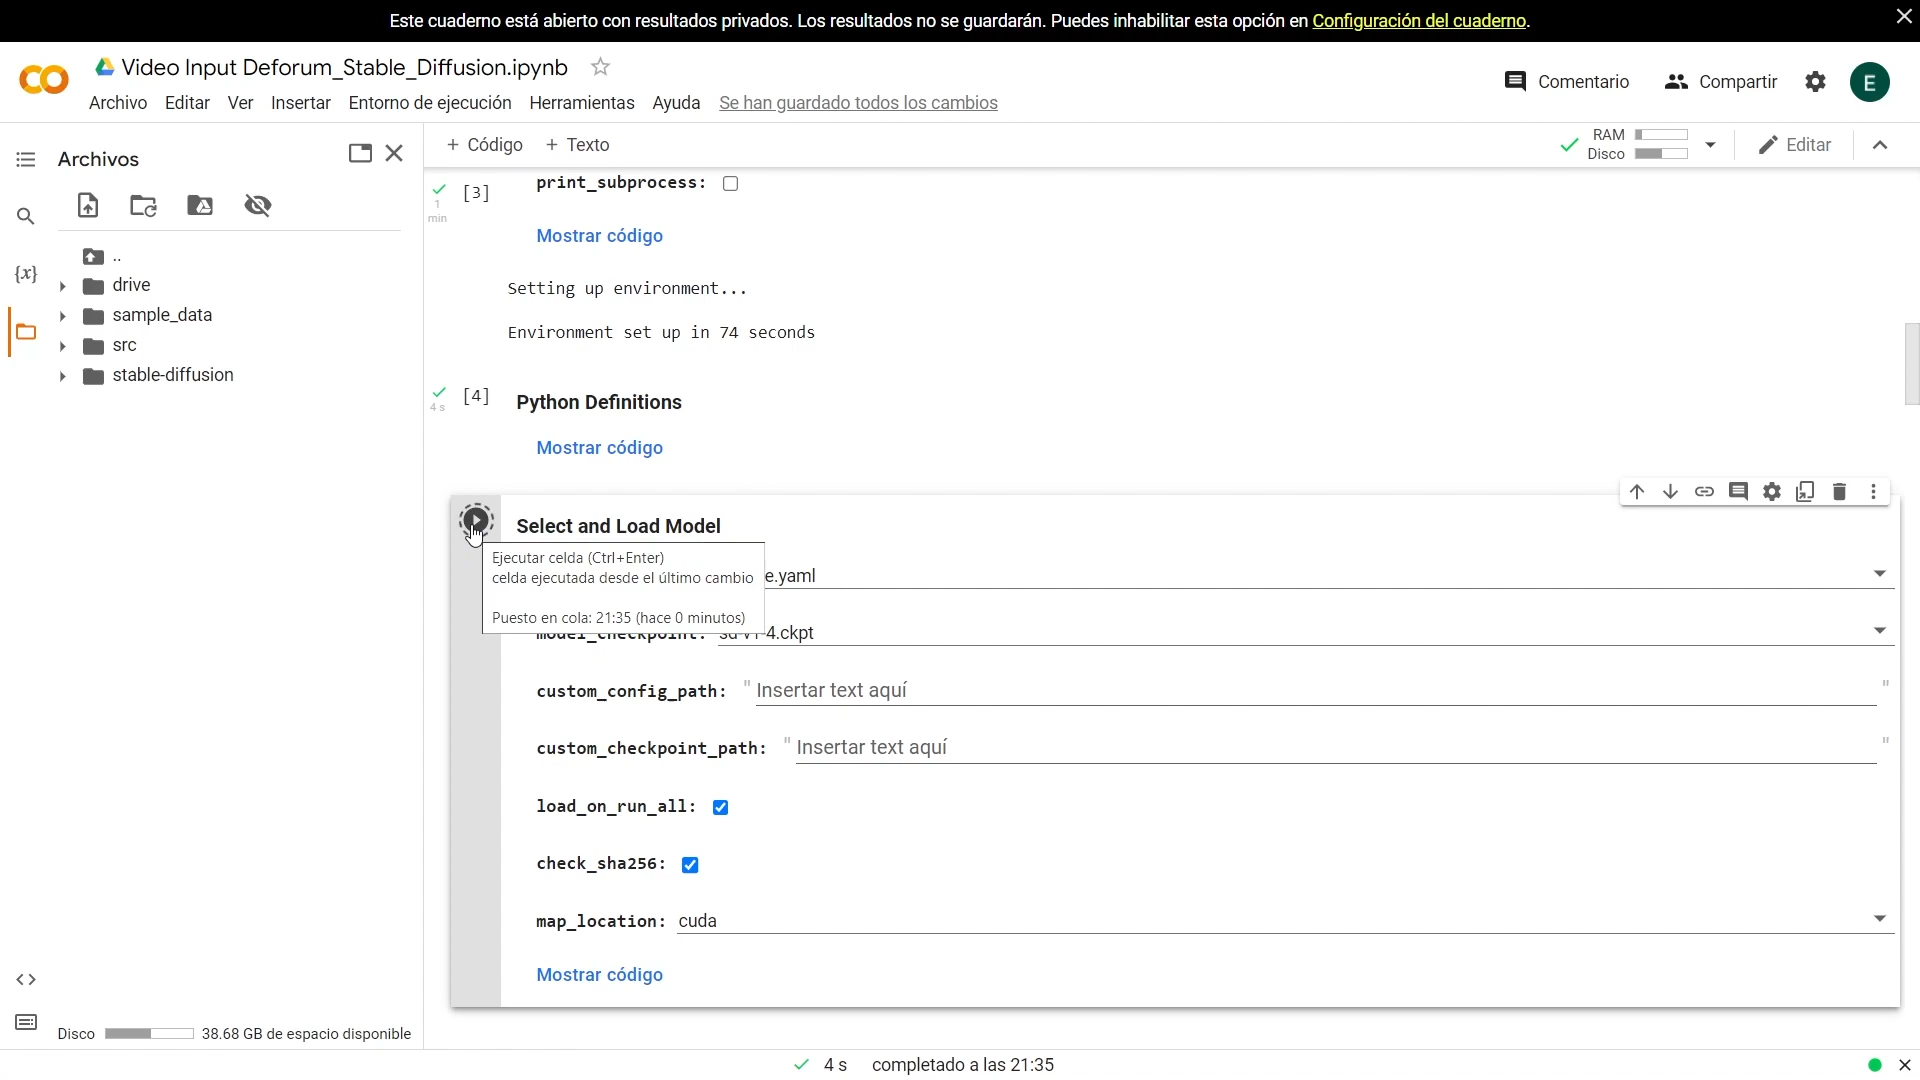 Este cuaderno está abierto con resultados privados. Los resultados no se guardarán. Puedes inhabilitar esta opción en Configuración del cuaderno.
Video Input Deforum_Stable_Diffusion.ipynb
Archivo Editar Ver Insertar Entorno de ejecución Herramientas Ayuda Se han guardado todos los cambios
Comentario
Compartir
E
Archivos
+ Código + Texto
RAM
Disco
Editar
{x}
..
drive
sample_data
src
stable-diffusion
Disco 38.68 GB de espacio disponible
1 min
[3]
print_subprocess:
Mostrar código
Setting up environment...
Environment set up in 74 seconds
4 s
[4]
Python Definitions
Mostrar código
Select and Load Model
Ejecutar celda (Ctrl+Enter)
celda ejecutada desde el último cambio
Puesto en cola: 21:35 (hace 0 minutos)
e.yaml
model_checkpoint: sd-v1-4.ckpt
custom_config_path: " Insertar text aquí "
custom_checkpoint_path: " Insertar text aquí "
load_on_run_all:
check_sha256:
map_location: cuda
Mostrar código
4 s completado a las 21:35